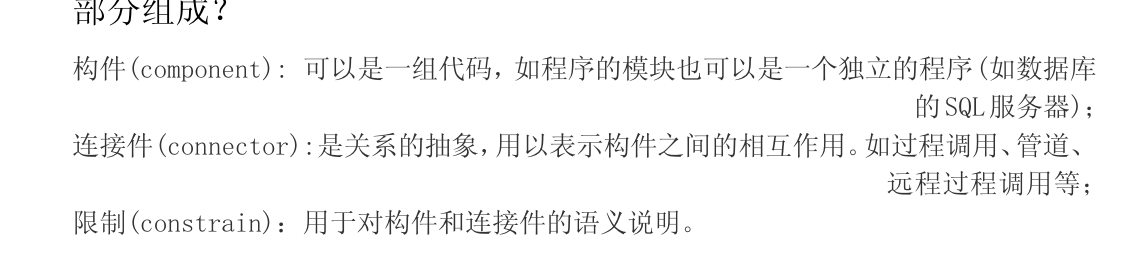 部分组成?
构件(component): 可以是一组代码,如程序的模块也可以是一个独立的程序(如数据库
的SQL服务器);
连接件(connector):是关系的抽象,用以表示构件之间的相互作用。如过程调用、管道、
远程过程调用等;
限制(constrain): 用于对构件和连接件的语义说明。